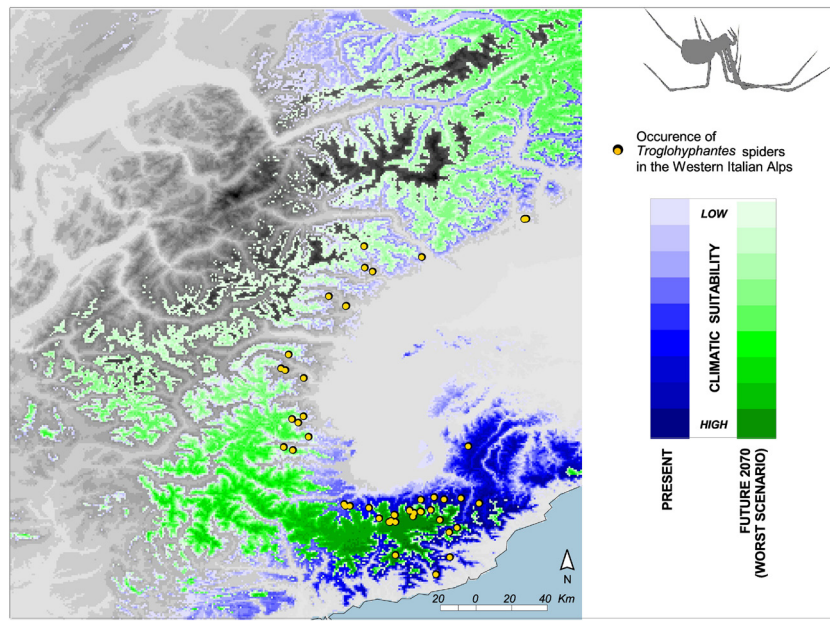 Occurence of
Troglohyphantes spiders
in the Western Italian Alps
LOW
CLIMATIC SUITABILITY
HIGH
PRESENT
FUTURE 2070
(WORST SCENARIO)
N
20 0 20 Km